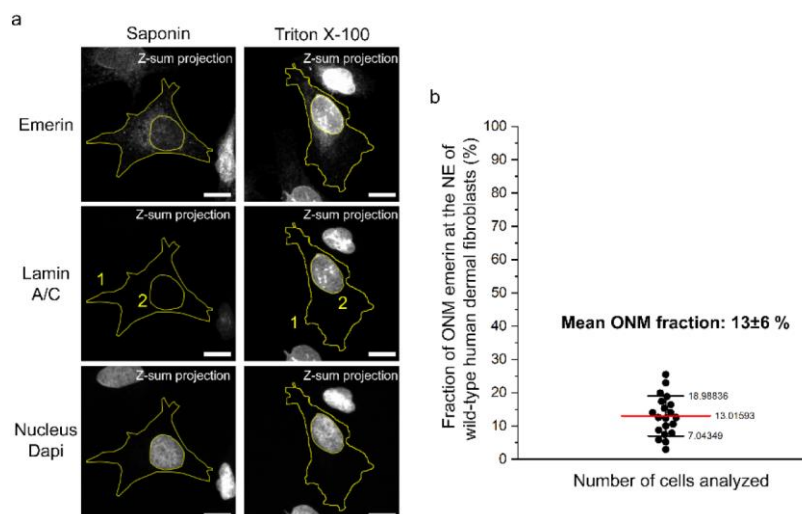 a
Saponin
Triton X-100
Emerin
Z-sum projection
Z-sum projection
Lamin
A/C
Z-sum projection
1
2
Z-sum projection
1
2
Nucleus
Dapi
Z-sum projection
Z-sum projection
b
Fraction of ONM emerin at the NE of
wild-type human dermal fibroblasts (%)
100
90
80
70
60
50
40
30
20
10
0
Mean ONM fraction: 13±6 %
18.98836
13.01593
7.04349
Number of cells analyzed